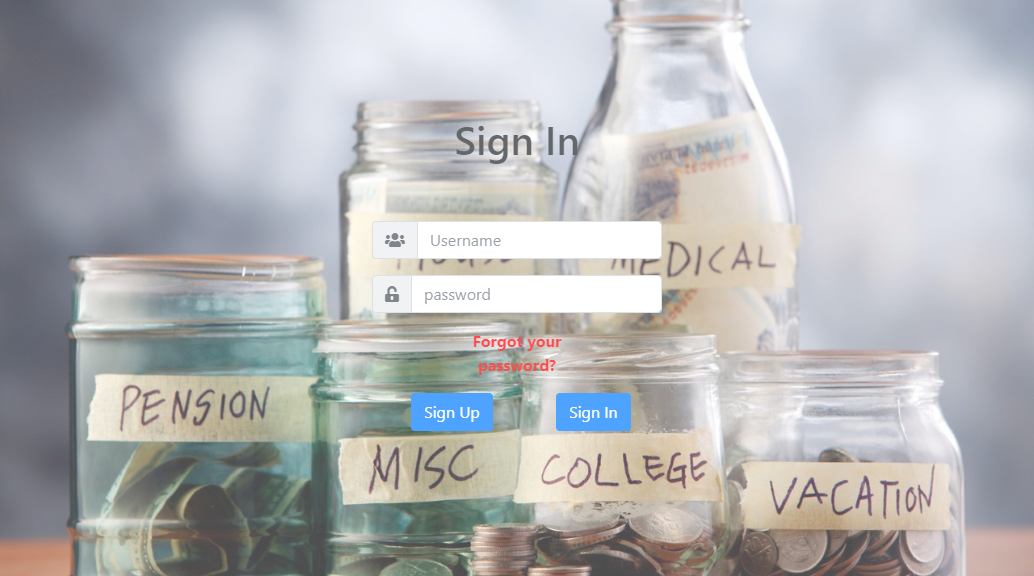 Sign In
Username
MEDICAL
password
Forgot your
password?
PENSION
Sign Up
Sign In
MISC
COLLEGE
VACATION